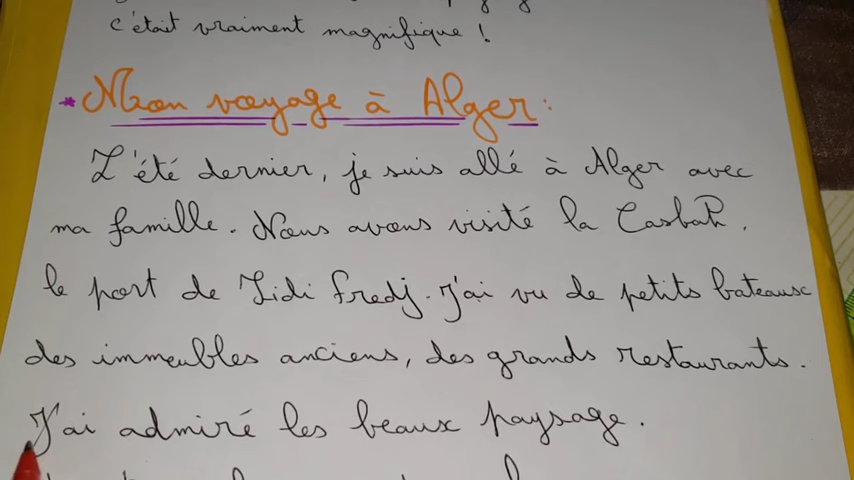 c'était vraiment magnifique !
* Mon voyage à Alger :
L'été dernier, je suis allé à Alger avec
ma famille. Nous avons visité la Casbah,
le port de Sidi Fredj. J'ai vu de petits bateaux
des immeubles anciens, des grands restaurants.
J'ai admiré les beaux paysage.